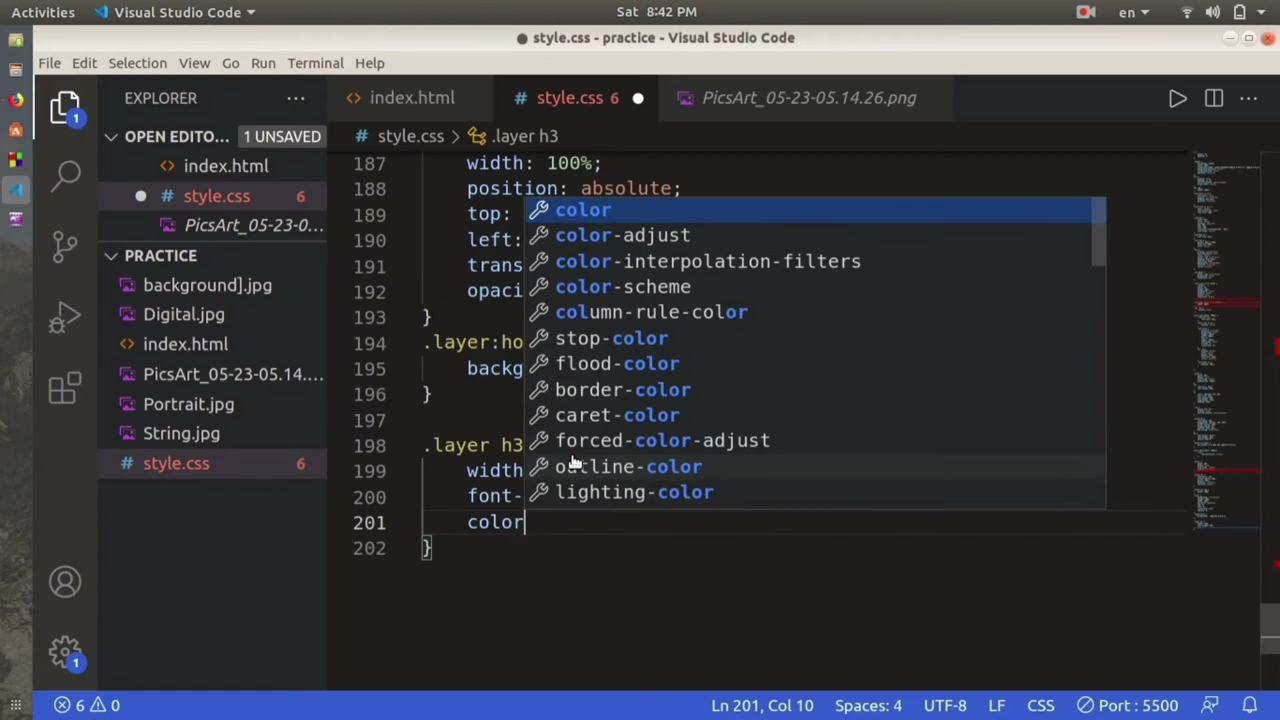 Activities Visual Studio Code Sat 8:42 PM en
style.css - practice - Visual Studio Code
File Edit Selection View Go Run Terminal Help
1 EXPLORER ... index.html # style.css 6 PicsArt_05-23-05.14.26.png
OPEN EDITO... 1 UNSAVED # style.css > .layer h3
index.html
# style.css 6
PicsArt_05-23-0...
PRACTICE
background].jpg
Digital.jpg
index.html
PicsArt_05-23-05.14....
Portrait.jpg
String.jpg
# style.css 6
1
187 width: 100%;
188 position: absolute;
189 top:
190 left:
191 trans
192 opaci
193 }
194 .layer:ho
195 backg
196 }
197
198 .layer h3
199 width
200 font-
201 color
202 }
color
color-adjust
color-interpolation-filters
color-scheme
column-rule-color
stop-color
flood-color
border-color
caret-color
forced-color-adjust
outline-color
lighting-color
6 0 Ln 201, Col 10 Spaces: 4 UTF-8 LF CSS Port : 5500